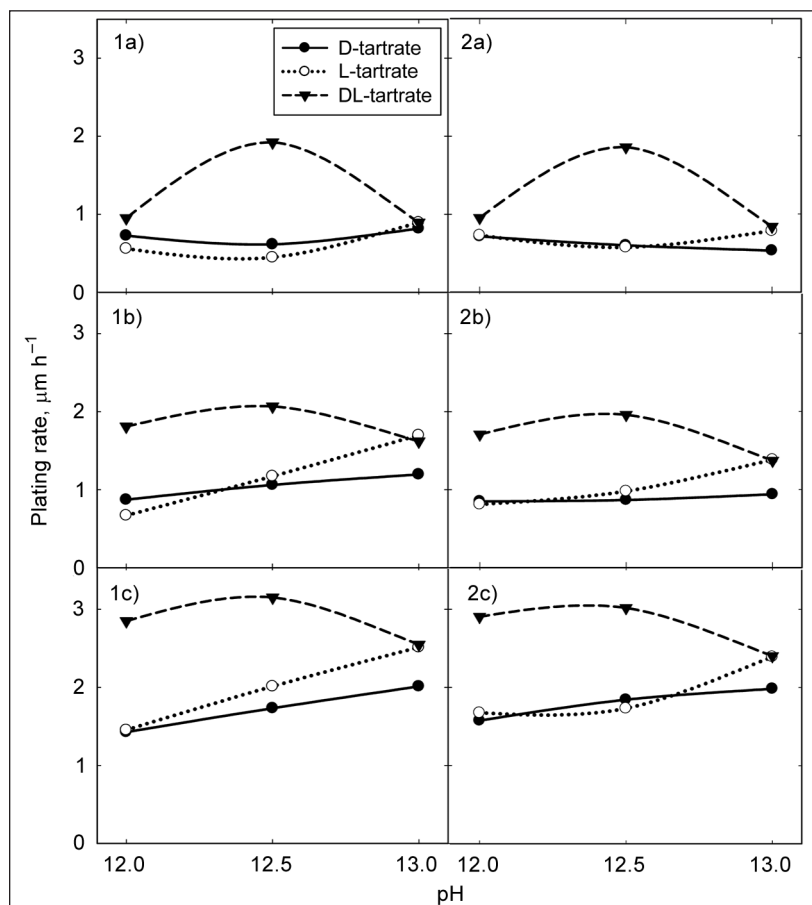 1a)
D-tartrate
L-tartrate
DL-tartrate
2a)
3
2
1
0
1b)
2b)
3
2
1
0
1c)
2c)
3
2
1
0
Plating rate, μm h⁻¹
12.0
12.5
13.0
12.0
12.5
13.0
pH